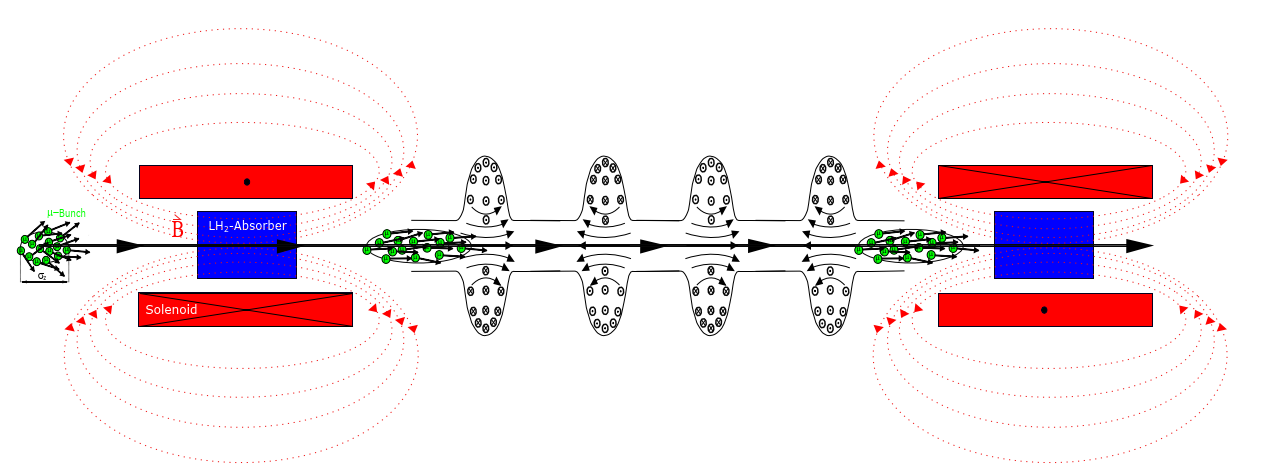 μ−Bunch
B
LH₂-Absorber
σz
Solenoid